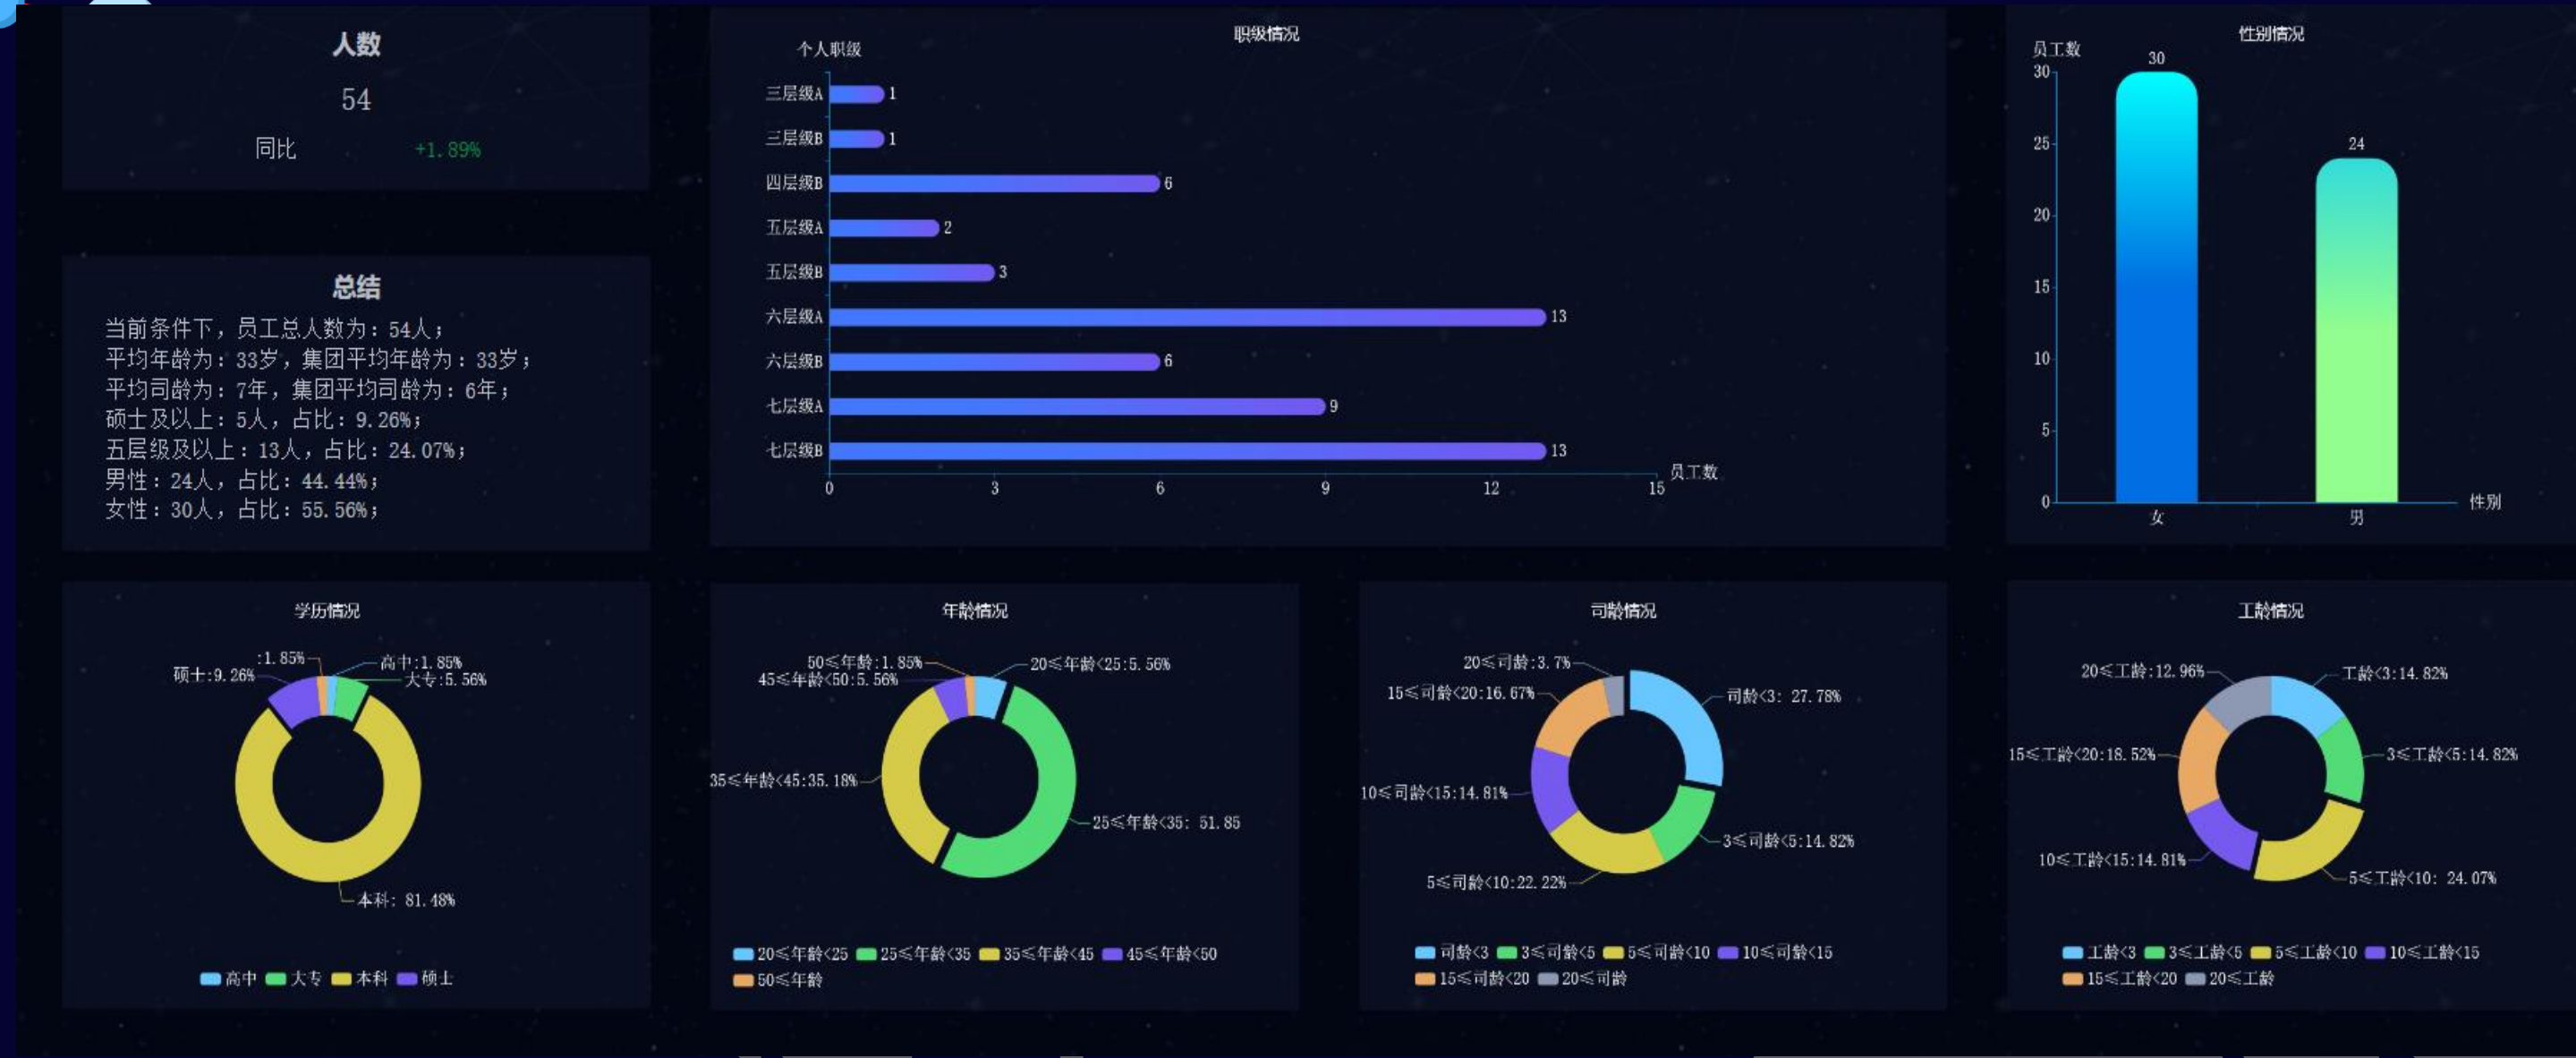 人数
54
同比 +1.89%
总结
当前条件下，员工总人数为：54人；
平均年龄为：33岁，集团平均年龄为：33岁；
平均司龄为：7年，集团平均司龄为：6年；
硕士及以上：5人，占比：9.26%；
五层级及以上：13人，占比：24.07%；
男性：24人，占比：44.44%；
女性：30人，占比：55.56%；
职级情况
个人职级
三层级A 1
三层级B 1
四层级B 6
五层级A 2
五层级B 3
六层级A 13
六层级B 6
七层级A 9
七层级B 13
员工数
0 3 6 9 12 15
性别情况
员工数
30
24
30
25
20
15
10
5
0
女 男
性别
学历情况
:1.85%
高中:1.85%
硕士:9.26%
大专:5.56%
本科: 81.48%
高中 大专 本科 硕士
年龄情况
50≤年龄:1.85%
20≤年龄<25:5.56%
45≤年龄<50:5.56%
35≤年龄<45:35.18%
25≤年龄<35: 51.85
20≤年龄<25 25≤年龄<35 35≤年龄<45 45≤年龄<50
50≤年龄
司龄情况
20≤司龄:3.7%
15≤司龄<20:16.67%
司龄<3: 27.78%
10≤司龄<15:14.81%
3≤司龄<5:14.82%
5≤司龄<10:22.22%
司龄<3 3≤司龄<5 5≤司龄<10 10≤司龄<15
15≤司龄<20 20≤司龄
工龄情况
20≤工龄:12.96%
工龄<3:14.82%
15≤工龄<20:18.52%
3≤工龄<5:14.82%
10≤工龄<15:14.81%
5≤工龄<10: 24.07%
工龄<3 3≤工龄<5 5≤工龄<10 10≤工龄<15
15≤工龄<20 20≤工龄